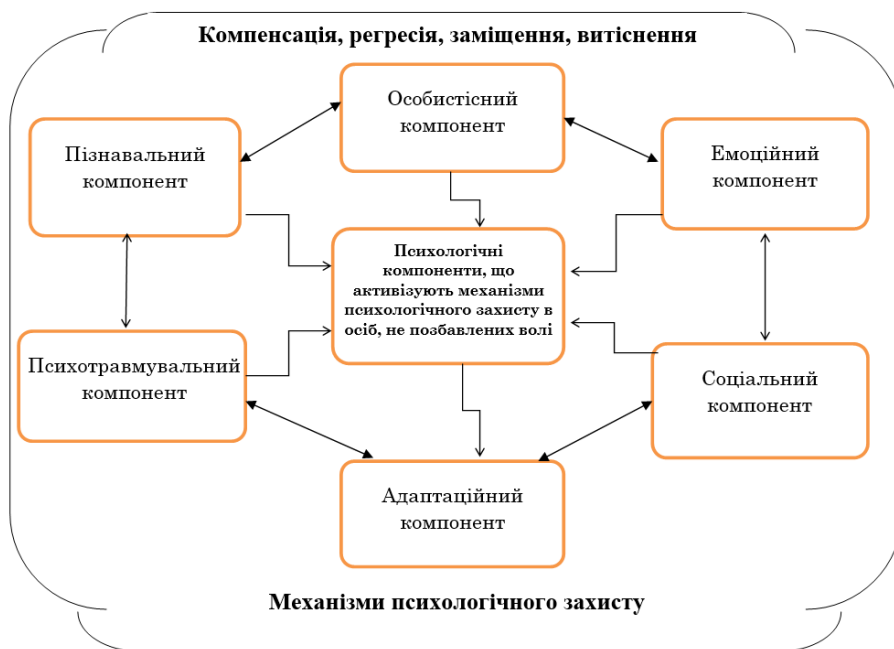 Компенсація, регресія, заміщення, витіснення
Особистісний
компонент
Пізнавальний
компонент
Емоційний
компонент
Психологічні
компоненти, що
активізують механізми
психологічного захисту в
осіб, не позбавлених волі
Психотравмувальний
компонент
Соціальний
компонент
Адаптаційний
компонент
Механізми психологічного захисту